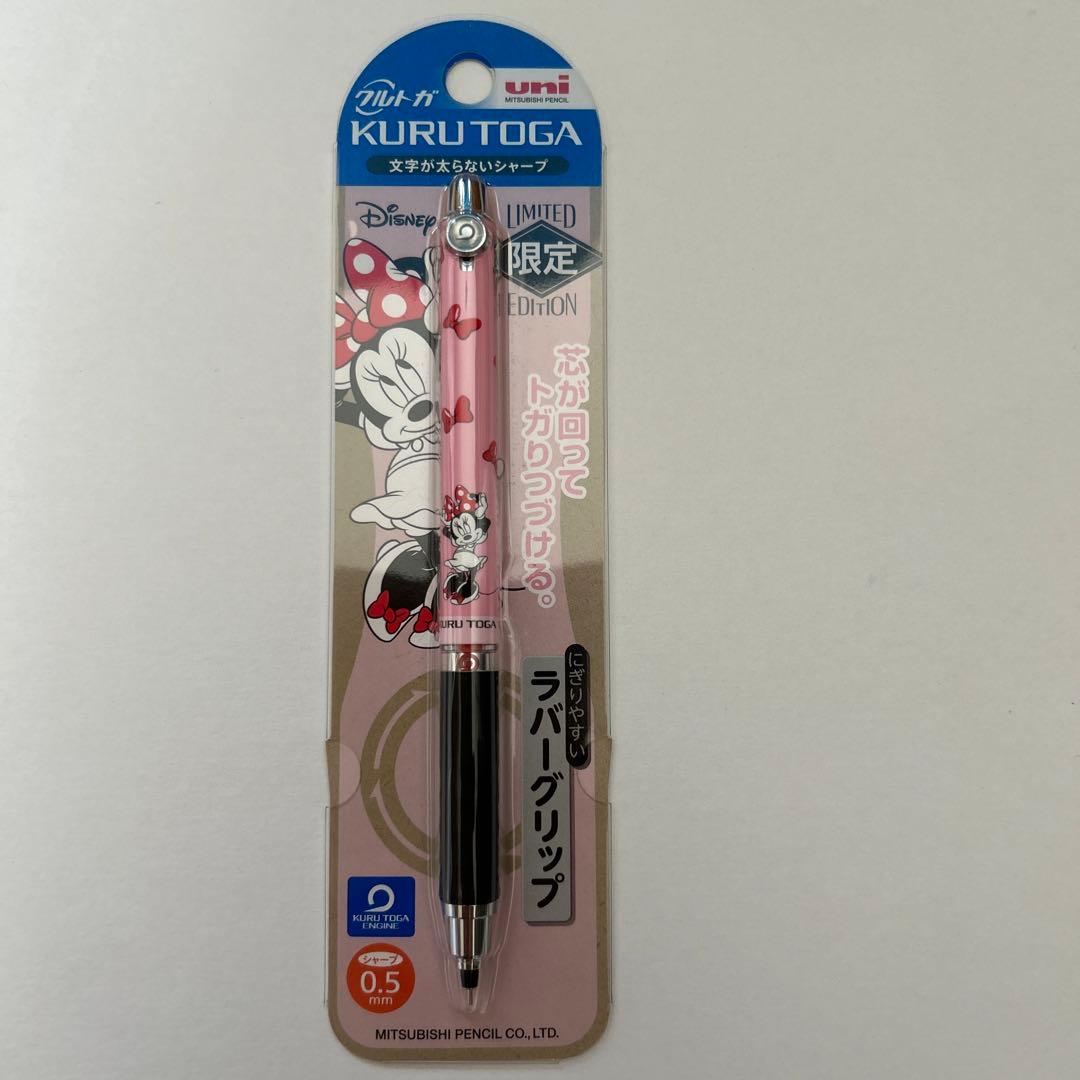 クルトガ
uni
MITSUBISHI PENCIL
KURU TOGA
文字が太らないシャープ
Disney
LIMITED
限定
EDITION
芯が回って
トガりつづける。
KURU TOGA
にぎりやすい
ラバーグリップ
KURU TOGA
ENGINE
シャープ
0.5
mm
MITSUBISHI PENCIL CO., LTD.